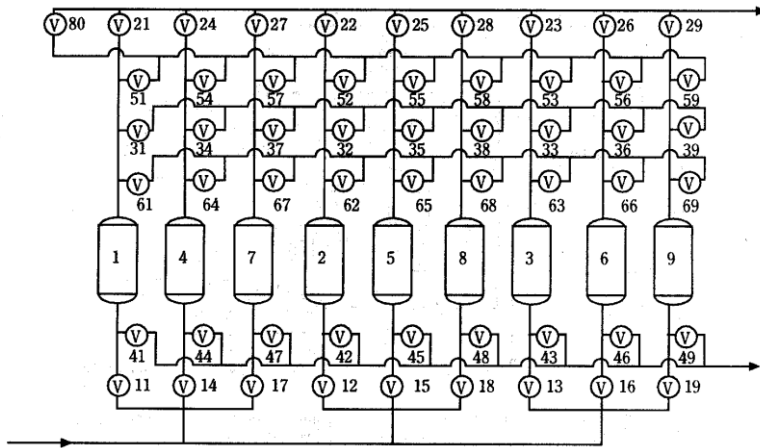 V 80 V 21 V 24 V 27 V 22 V 25 V 28 V 23 V 26 V 29
V V V V V V V V V
51 54 57 52 55 58 53 56 59
V V V V V V V V V
31 34 37 32 35 38 33 36 39
V V V V V V V V V
61 64 67 62 65 68 63 66 69
1 4 7 2 5 8 3 6 9
V V V V V V V V V
41 44 47 42 45 48 43 46 49
V 11 V 14 V 17 V 12 V 15 V 18 V 13 V 16 V 19